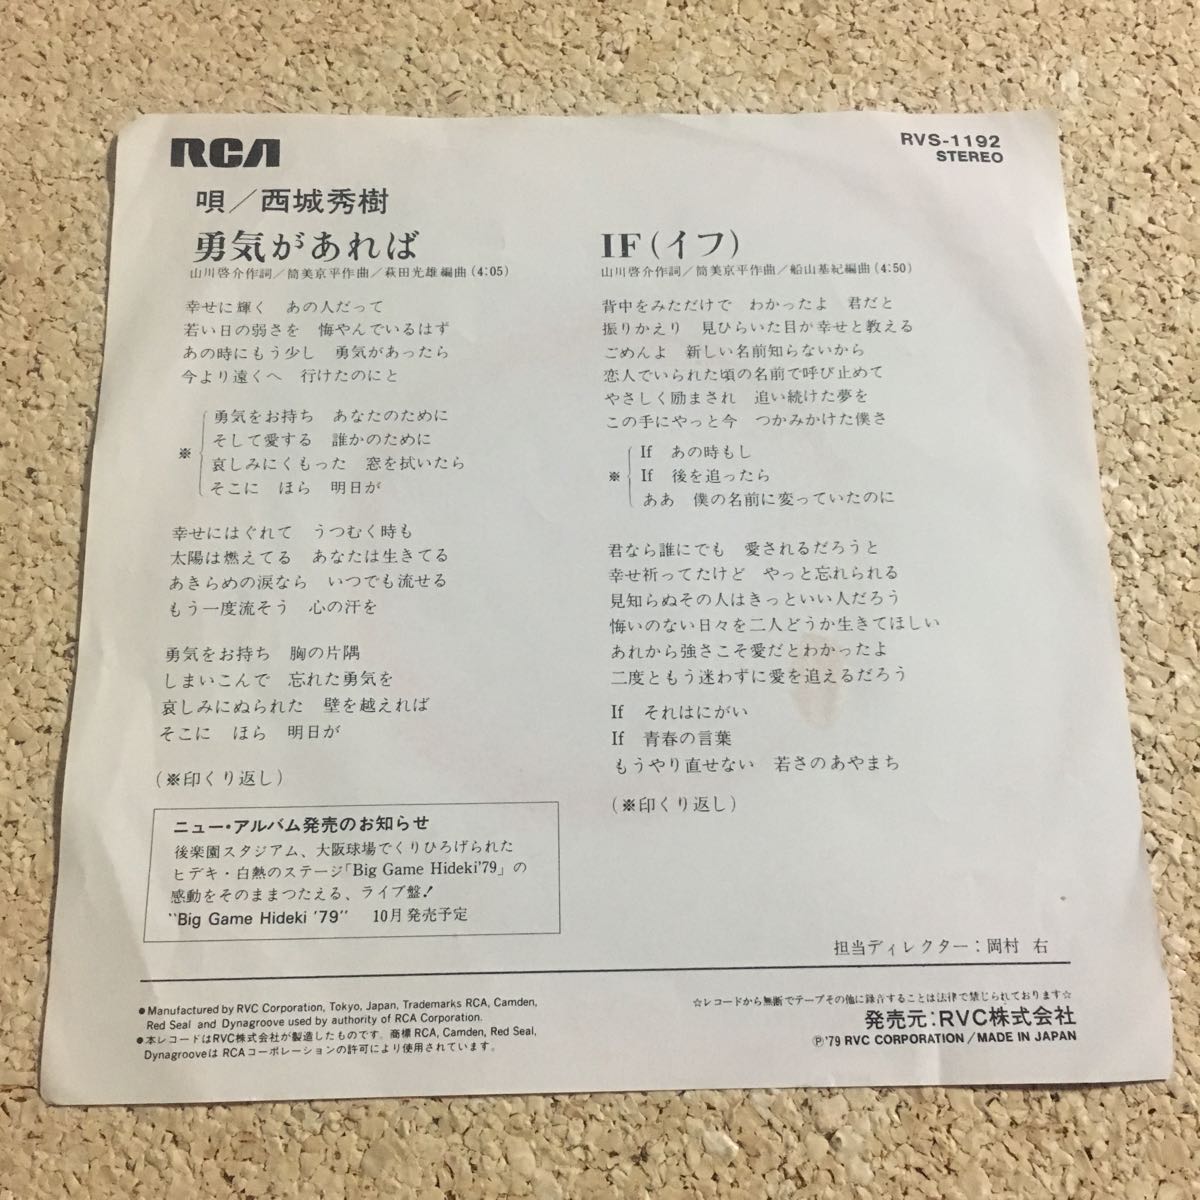 RCA
RVS-1192
STEREO
唄／西城秀樹
勇気があれば
山川啓介作詞／筒美京平作曲／萩田光雄編曲(4:05)
幸せに輝く　あの人だって
若い日の弱さを　悔やんでいるはず
あの時にもう少し　勇気があったら
今より遠くへ　行けたのにと
※
勇気をお持ち　あなたのために
そして愛する　誰かのために
哀しみにくもった　窓を拭いたら
そこに　ほら　明日が
幸せにはぐれて　うつむく時も
太陽は燃えてる　あなたは生きてる
あきらめの涙なら　いつでも流せる
もう一度流そう　心の汗を
勇気をお持ち　胸の片隅
しまいこんで　忘れた勇気を
哀しみにぬられた　壁を越えれば
そこに　ほら　明日が
(※印くり返し)
ニュー・アルバム発売のお知らせ
後楽園スタジアム、大阪球場でくりひろげられた
ヒデキ・白熱のステージ「Big Game Hideki'79」の
感動をそのままつたえる、ライブ盤!
"Big Game Hideki '79"　10月発売予定
IF(イフ)
山川啓介作詞／筒美京平作曲／船山基紀編曲(4:50)
背中をみただけで　わかったよ　君だと
振りかえり　見ひらいた目が幸せと教える
ごめんよ　新しい名前知らないから
恋人でいられた頃の名前で呼び止めて
やさしく励まされ　追い続けた夢を
この手にやっと今　つかみかけた僕さ
※
If　あの時もし
If　後を追ったら
ああ　僕の名前に変っていたのに
君なら誰にでも　愛されるだろうと
幸せ祈ってたけど　やっと忘れられる
見知らぬその人はきっといい人だろう
悔いのない日々を二人どうか生きてほしい
あれから強さこそ愛だとわかったよ
二度ともう迷わずに愛を追えるだろう
If　それはにがい
If　青春の言葉
もうやり直せない　若さのあやまち
(※印くり返し)
担当ディレクター：岡村　右
●Manufactured by RVC Corporation, Tokyo, Japan, Trademarks RCA, Camden,
Red Seal and Dynagroove used by authority of RCA Corporation.
●本レコードはRVC株式会社が製造したものです。商標RCA, Camden, Red Seal,
DynagrooveはRCAコーポレーションの許可により使用されています。
☆レコードから無断でテープその他に録音することは法律で禁じられております☆
発売元：RVC株式会社
Ⓟ'79 RVC CORPORATION／MADE IN JAPAN